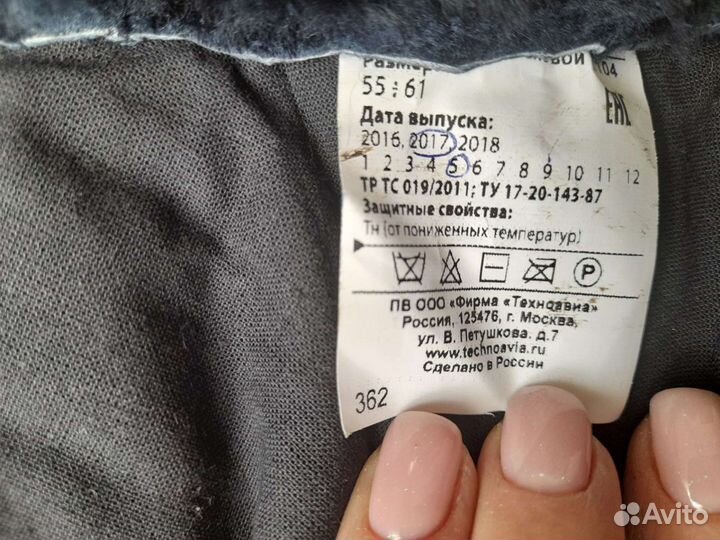 55÷61
104
EAC
Дата выпуска:
2016, 2017, 2018
1 2 3 4 5 6 7 8 9 10 11 12
ТР ТС 019/2011; ТУ 17-20-143-87
Защитные свойства:
Тн (от пониженных температур)
P
ПВ ООО «Фирма «Техноавиа»
Россия, 125476, г. Москва,
ул. В. Петушкова, д.7
www.technoavia.ru
Сделано в России
362
Avito